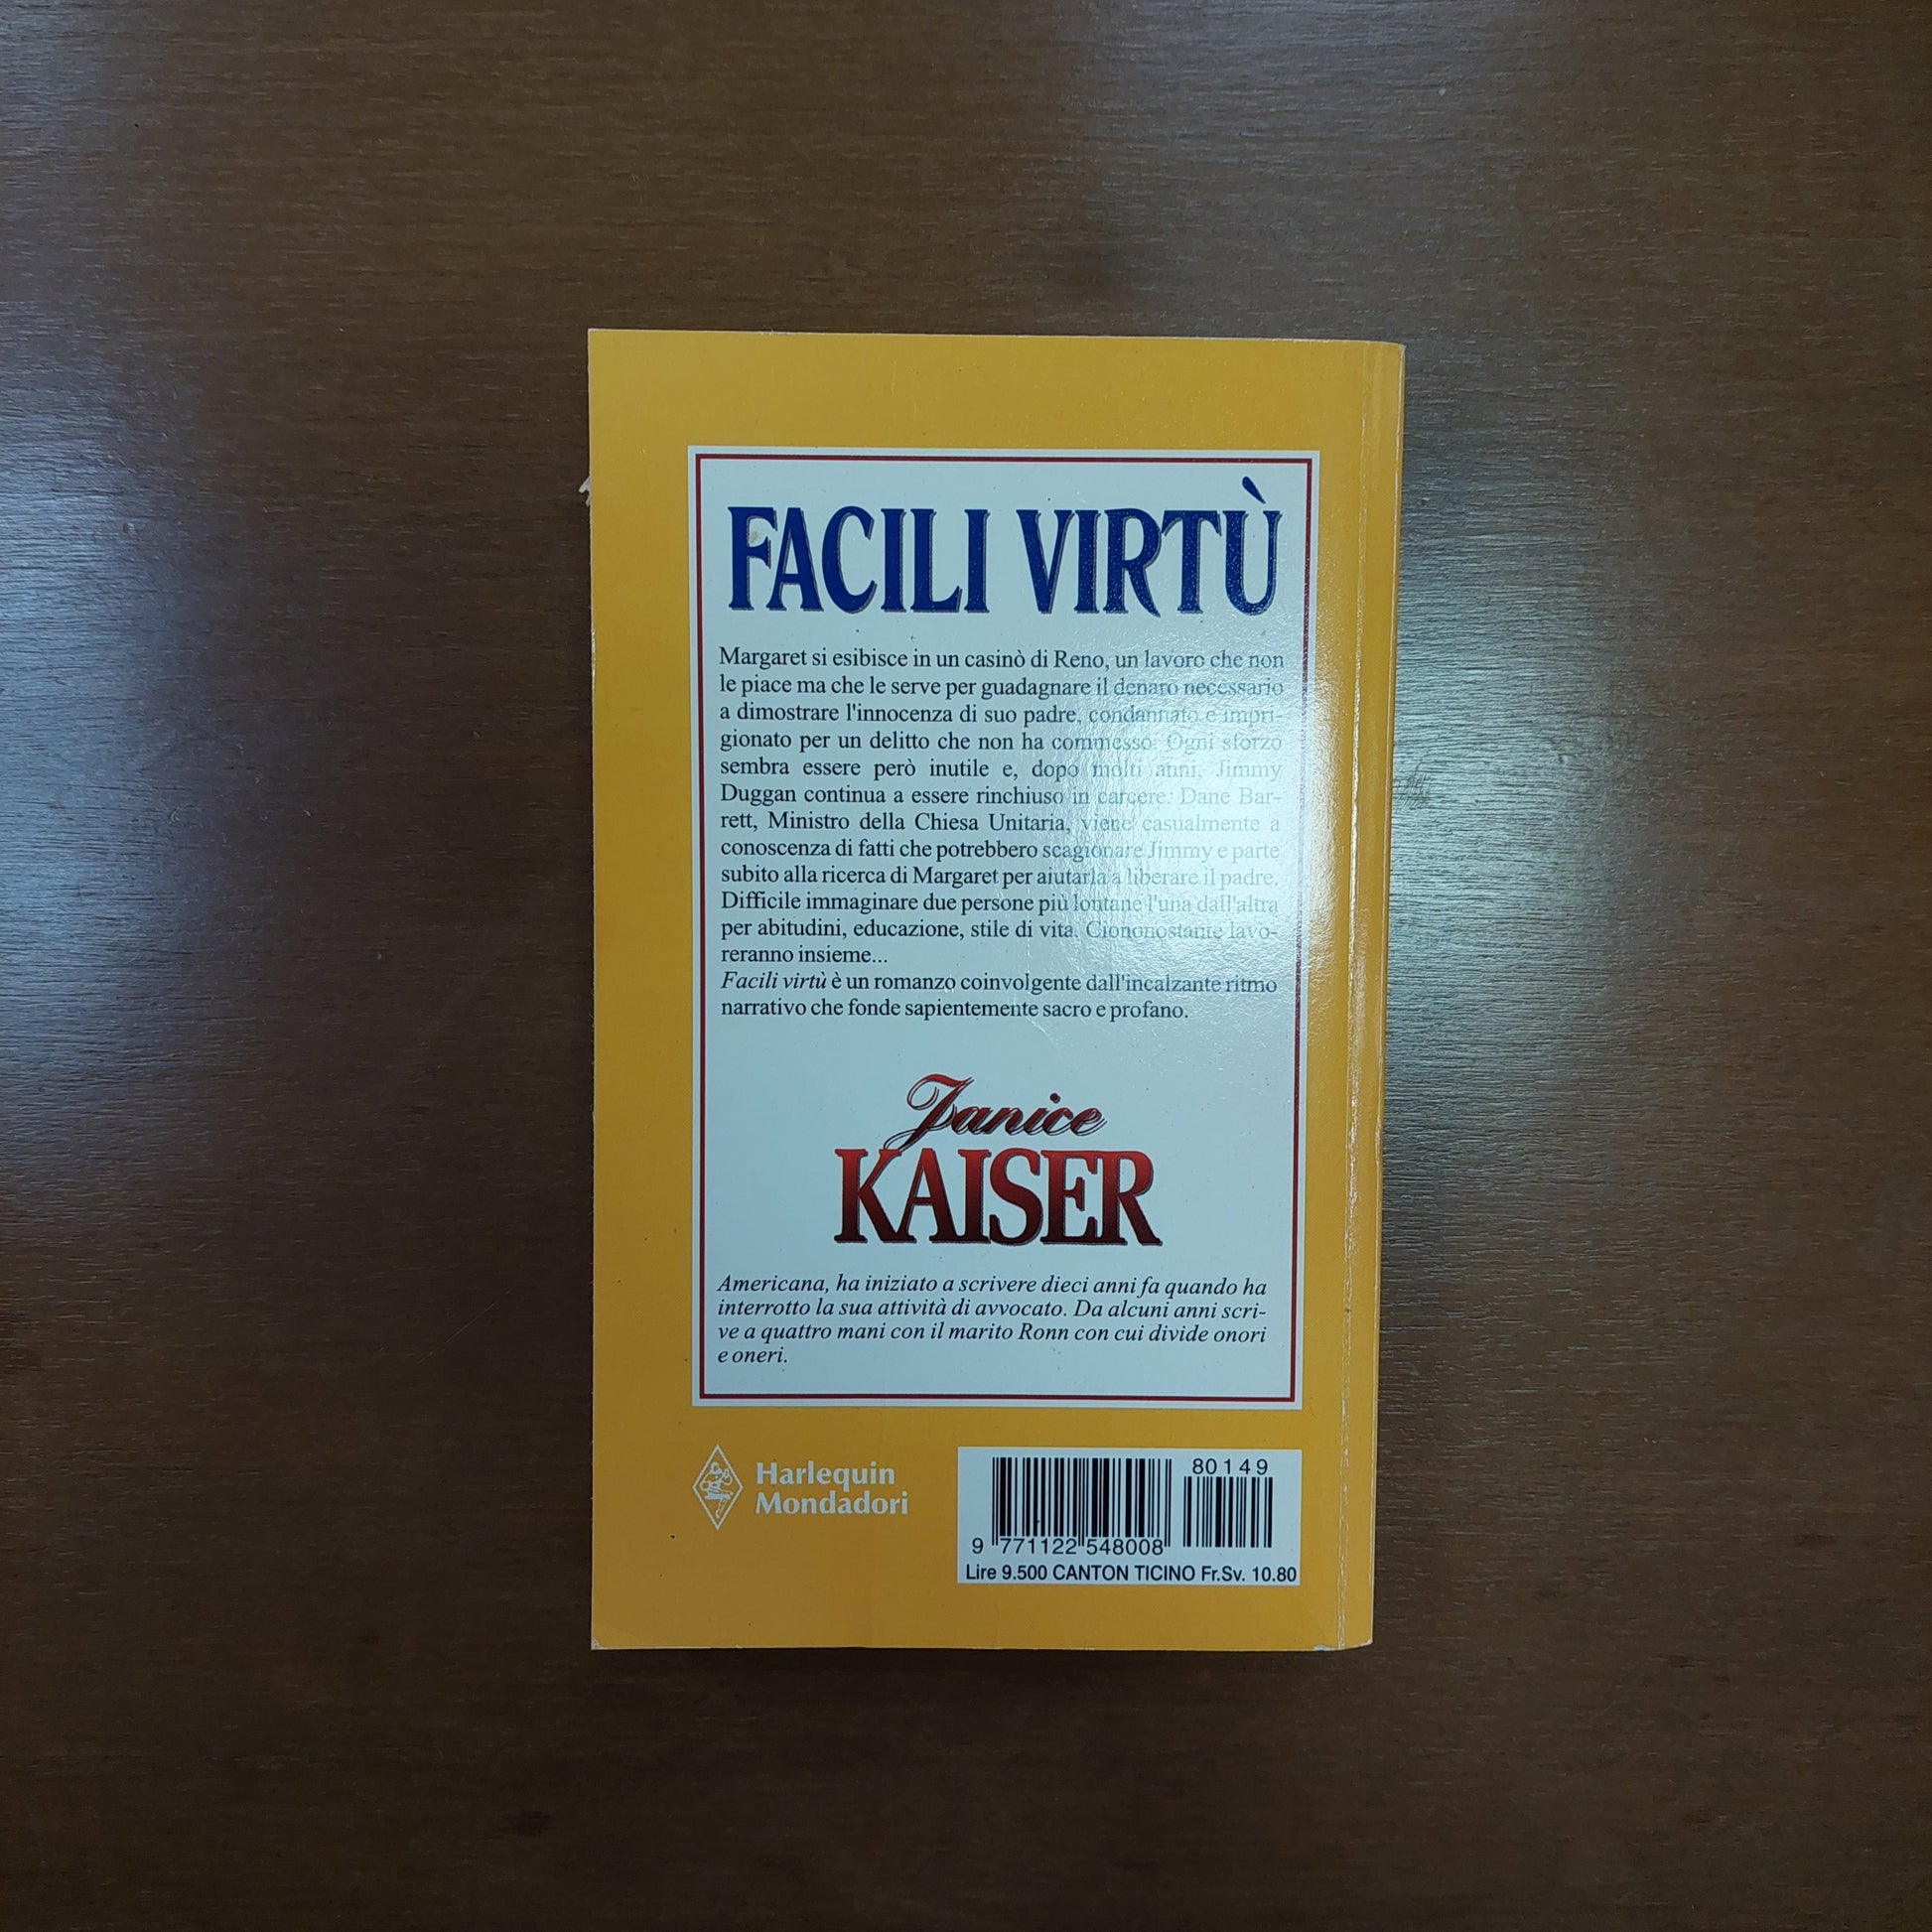 FACILI VIRTÙ
Margaret si esibisce in un casinò di Reno, un lavoro che non
le piace ma che le serve per guadagnare il denaro necessario
a dimostrare l'innocenza di suo padre, condannato e impri-
gionato per un delitto che non ha commesso. Ogni sforzo
sembra essere però inutile e, dopo molti anni, Jimmy
Duggan continua a essere rinchiuso in carcere. Dane Bar-
rett, Ministro della Chiesa Unitaria, viene casualmente a
conoscenza di fatti che potrebbero scagionare Jimmy e parte
subito alla ricerca di Margaret per aiutarla a liberare il padre.
Difficile immaginare due persone più lontane l'una dall'altra
per abitudini, educazione, stile di vita. Ciononostante lavo-
reranno insieme...
Facili virtù è un romanzo coinvolgente dall'incalzante ritmo
narrativo che fonde sapientemente sacro e profano.
Janice
KAISER
Americana, ha iniziato a scrivere dieci anni fa quando ha
interrotto la sua attività di avvocato. Da alcuni anni scri-
ve a quattro mani con il marito Ronn con cui divide onori
e oneri.
Harlequin
Mondadori
80149
9 771122 548008
Lire 9.500 CANTON TICINO Fr.Sv. 10.80